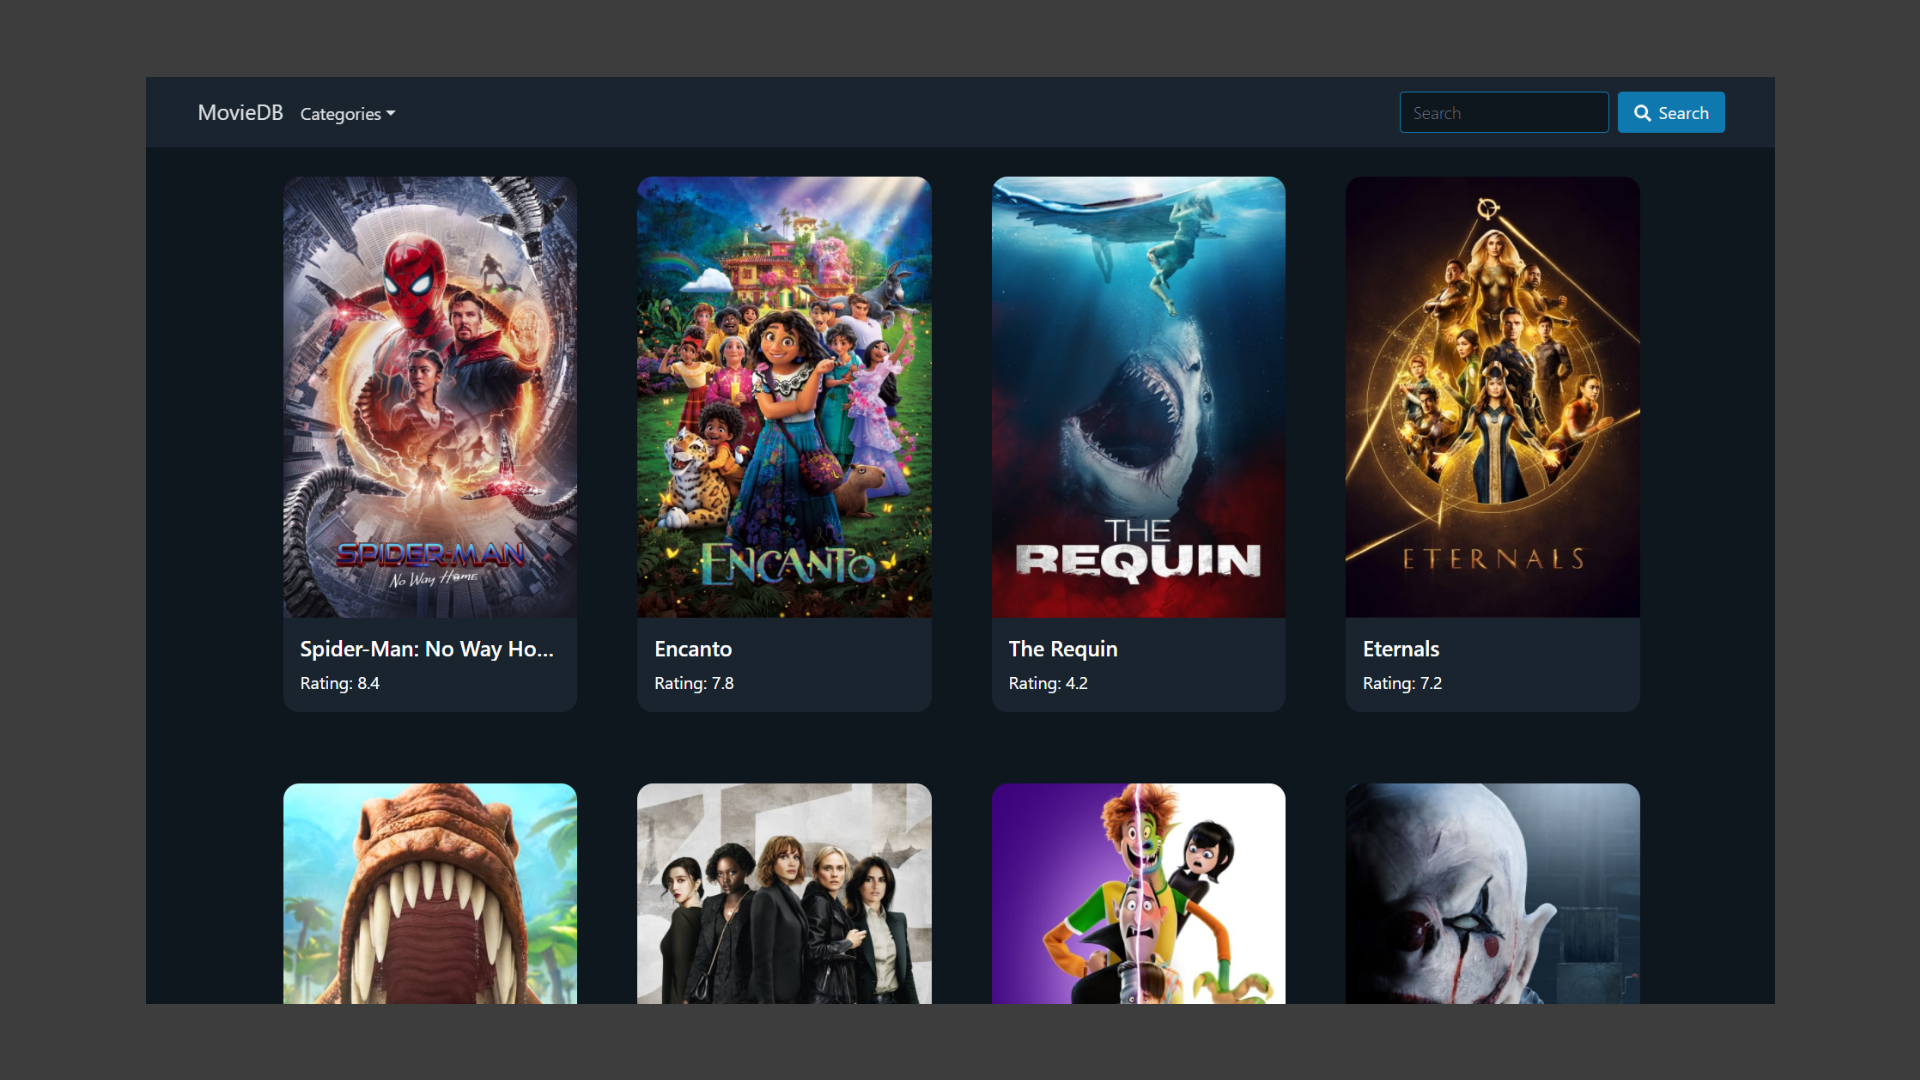 MovieDB
Categories
Search
Search
SPIDER-MAN
No Way Home
ENCANTO
THE
REQUIN
ETERNALS
Spider-Man: No Way Ho...
Encanto
The Requin
Eternals
Rating: 8.4
Rating: 7.8
Rating: 4.2
Rating: 7.2